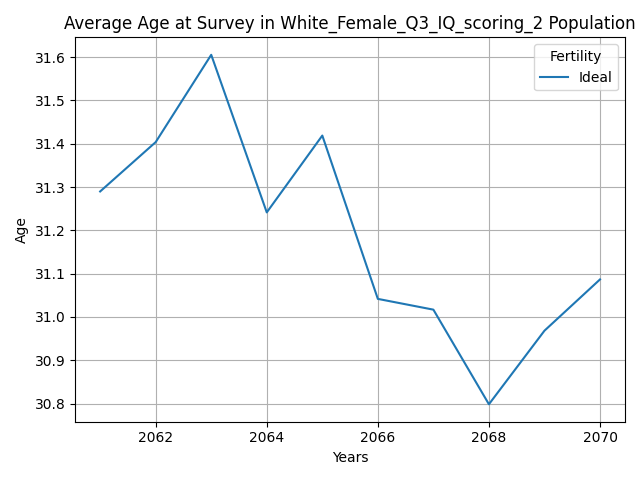 Average Age at Survey in White_Female_Q3_IQ_scoring_2 Population
Fertility
Ideal
31.6
31.5
31.4
31.3
31.2
31.1
31.0
30.9
30.8
Age
2062 2064 2066 2068 2070
Years